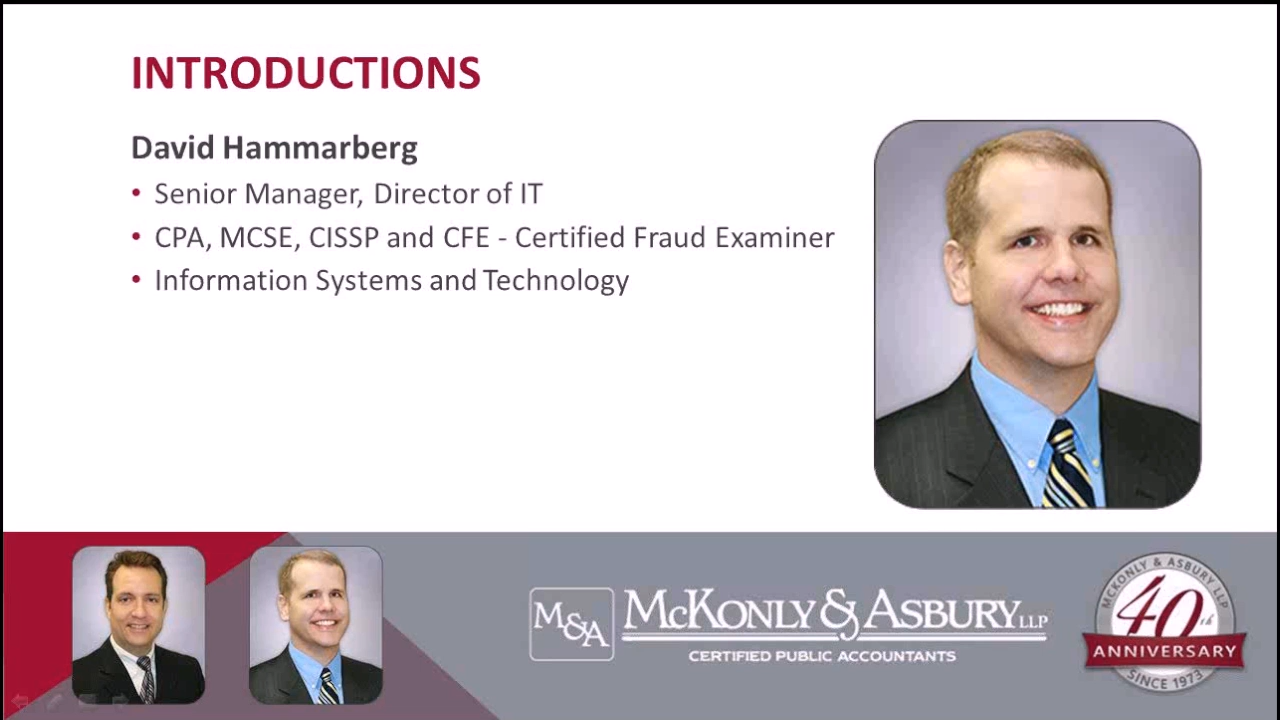 INTRODUCTIONS
David Hammarberg
• Senior Manager, Director of IT
• CPA, MCSE, CISSP and CFE - Certified Fraud Examiner
• Information Systems and Technology
M&A
McKonly & Asbury LLP
CERTIFIED PUBLIC ACCOUNTANTS
McKONLY & ASBURY LLP
40th
ANNIVERSARY
SINCE 1973